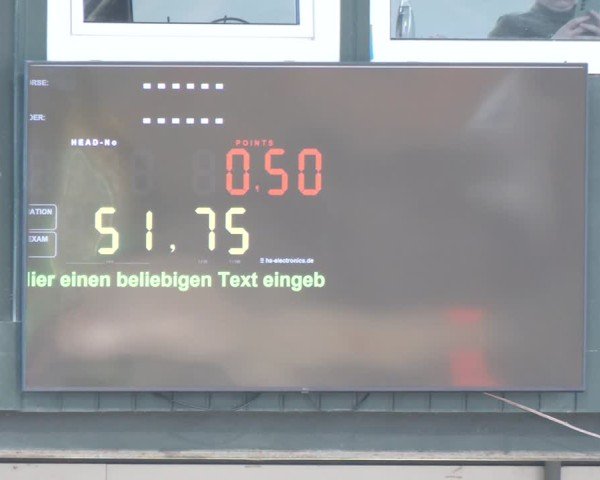 RSE:
DER:
HEAD-No
POINTS
0.50
ATION
51,75
EXAM
hs-electronics.de
lier einen beliebigen Text eingeb